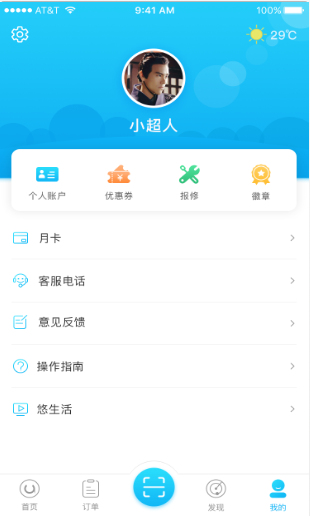 AT&T 9:41 AM 100%
29℃
小超人
个人账户 优惠券 报修 徽章
月卡
客服电话
意见反馈
操作指南
悠生活
首页 订单 发现 我的